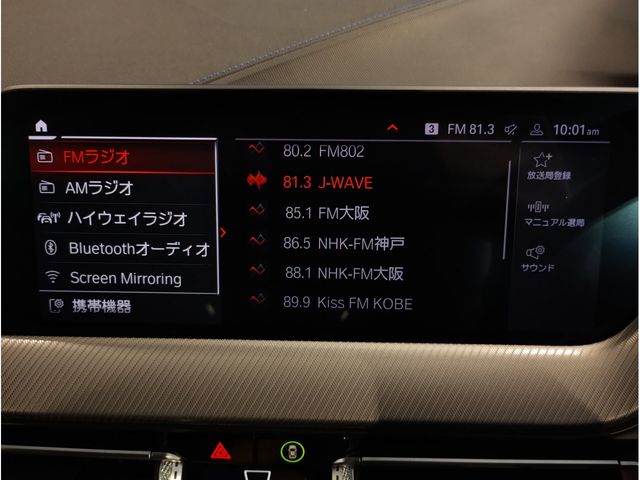 3 FM 81.3 10:01am
FMラジオ
AMラジオ
ハイウェイラジオ
Bluetoothオーディオ
Screen Mirroring
携帯機器
80.2 FM802
81.3 J-WAVE
85.1 FM大阪
86.5 NHK-FM神戸
88.1 NHK-FM大阪
89.9 Kiss FM KOBE
放送局登録
マニュアル選局
サウンド